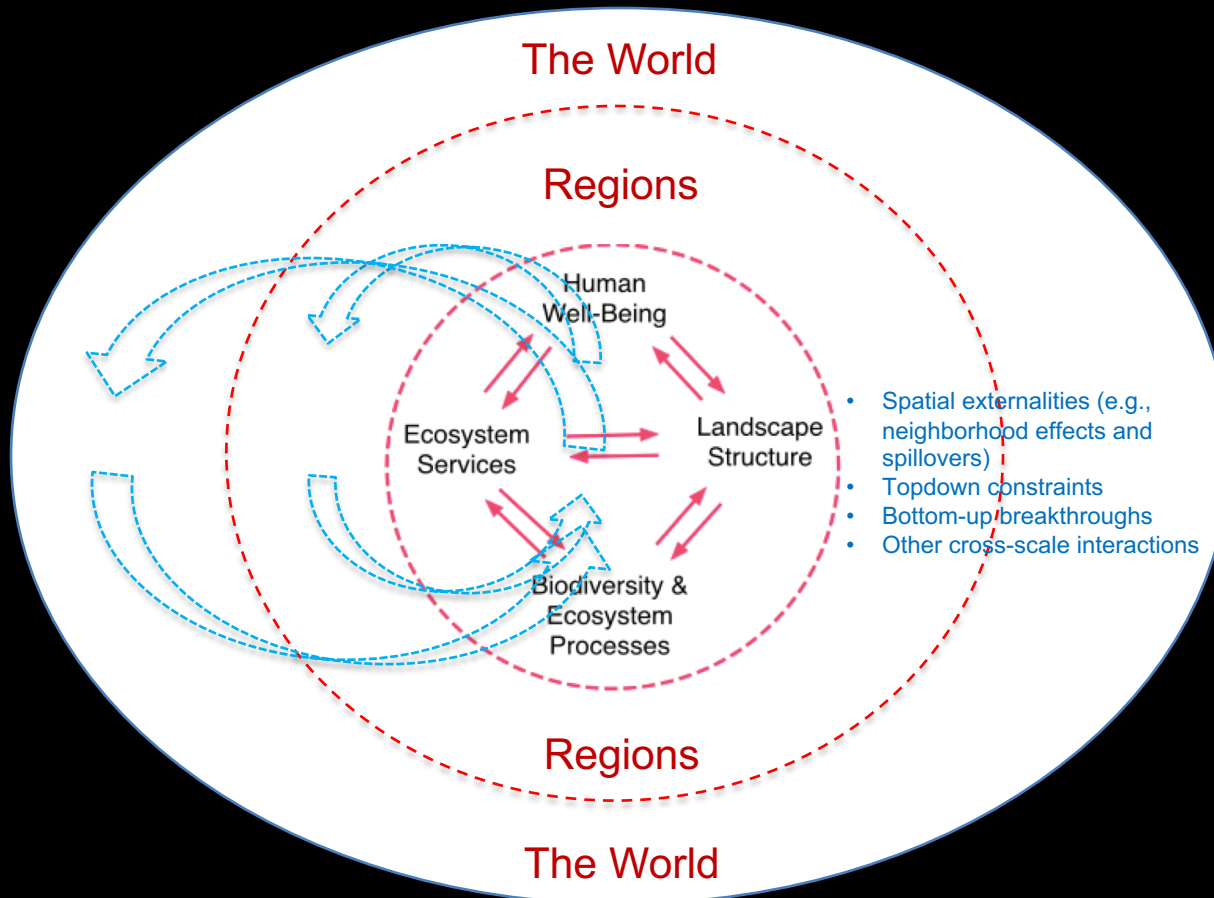 The World
Regions
Human
Well-Being
Ecosystem
Services
Landscape
Structure
• Spatial externalities (e.g.,
neighborhood effects and
spillovers)
• Topdown constraints
• Bottom-up breakthroughs
• Other cross-scale interactions
Biodiversity &
Ecosystem
Processes
Regions
The World